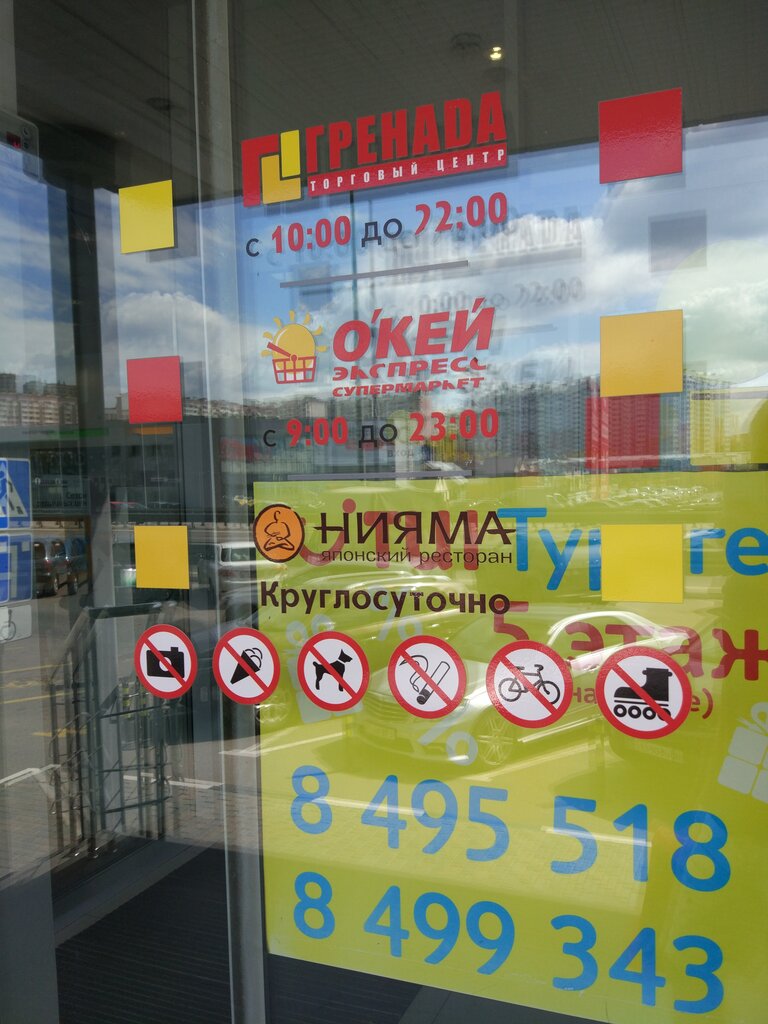 ГРЕНАDА
ТОРГОВЫЙ ЦЕНТР
с 10:00 до 22:00
О'КЕЙ
ЭКСПРЕСС
СУПЕРМАРКЕТ
с 9:00 до 23:00
НИЯМА
японский ресторан
Круглосуточно
5 этаж
8 495 518
8 499 343